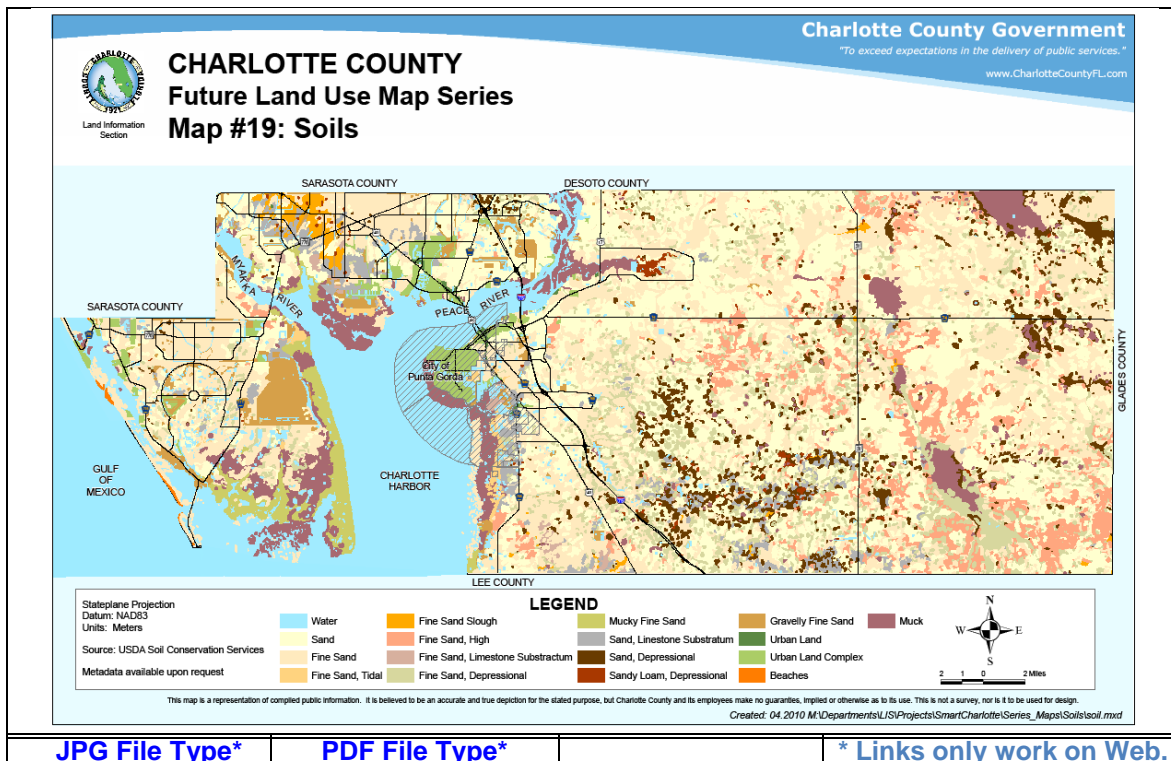 Charlotte County Government
"To exceed expectations in the delivery of public services."
www.CharlotteCountyFL.com
CHARLOTTE COUNTY
Future Land Use Map Series
Map #19: Soils
CHARLOTTE COUNTY FLORIDA
1921
Land Information
Section
SARASOTA COUNTY
DESOTO COUNTY
MYAKKA
RIVER
PEACE RIVER
SARASOTA COUNTY
City of
Punta Gorda
GLADES COUNTY
GULF
OF
MEXICO
CHARLOTTE
HARBOR
LEE COUNTY
Stateplane Projection
Datum: NAD83
Units: Meters
Source: USDA Soil Conservation Services
Metadata available upon request
LEGEND
Water
Sand
Fine Sand
Fine Sand, Tidal
Fine Sand Slough
Fine Sand, High
Fine Sand, Limestone Substractum
Fine Sand, Depressional
Mucky Fine Sand
Sand, Limestone Substratum
Sand, Depressional
Sandy Loam, Depressional
Gravelly Fine Sand
Urban Land
Urban Land Complex
Beaches
Muck
N
W E
S
2 1 0 2 Miles
This map is a representation of compiled public information. It is believed to be an accurate and true depiction for the stated purpose, but Charlotte County and its employees make no guaranties, implied or otherwise as to its use. This is not a survey, nor is it to be used for design.
Created: 04.2010 M:\Departments\LIS\Projects\SmartCharlotte\Series_Maps\Soils\soil.mxd
JPG File Type* PDF File Type* * Links only work on Web.